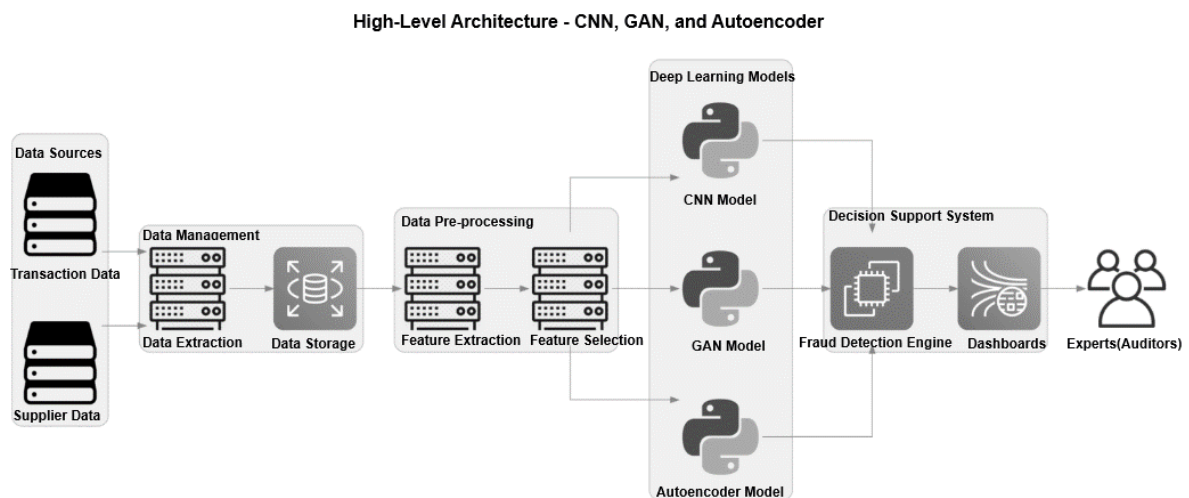 High-Level Architecture - CNN, GAN, and Autoencoder
Data Sources
Transaction Data
Supplier Data
Data Management
Data Extraction
Data Storage
Data Pre-processing
Feature Extraction
Feature Selection
Deep Learning Models
CNN Model
GAN Model
Autoencoder Model
Decision Support System
Fraud Detection Engine
Dashboards
Experts(Auditors)